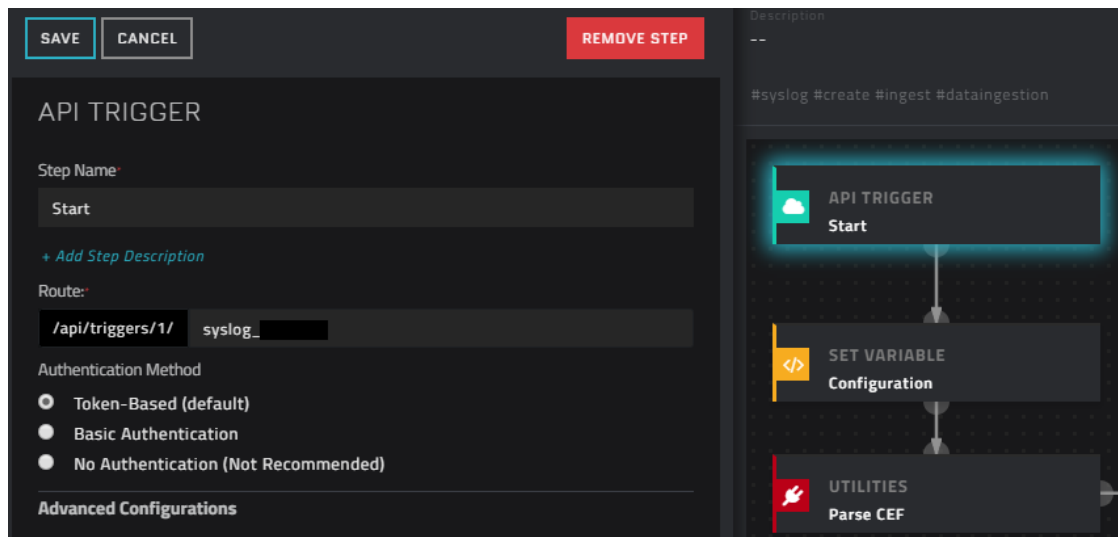 SAVE
CANCEL
REMOVE STEP
API TRIGGER
Step Name*
Start
+ Add Step Description
Route:*
/api/triggers/1/ syslog_
Authentication Method
Token-Based (default)
Basic Authentication
No Authentication (Not Recommended)
Advanced Configurations
Description
--
#syslog #create #ingest #dataingestion
API TRIGGER
Start
SET VARIABLE
Configuration
UTILITIES
Parse CEF